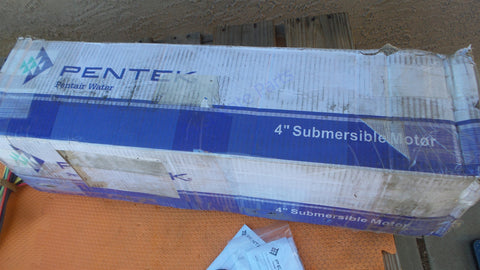 PENTEK
Pentair Water
4" Submersible Motor
4" Submersible Motor